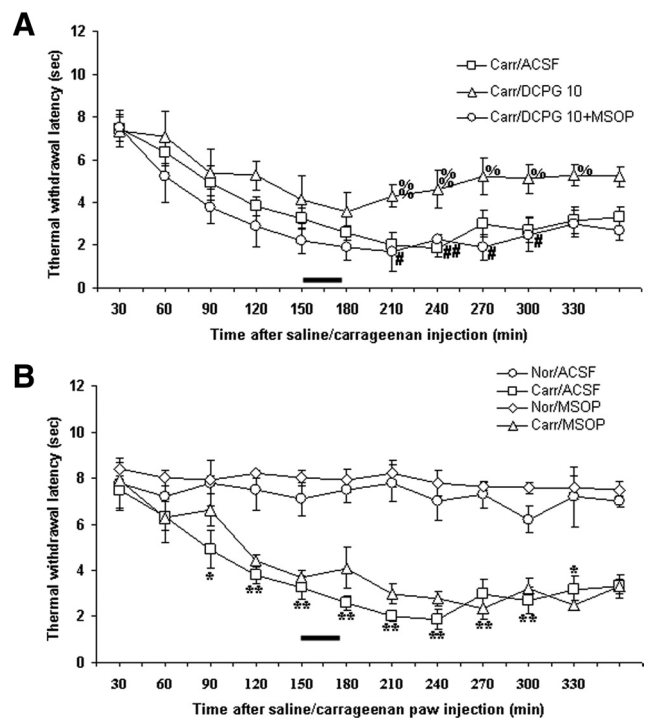 A
12
10
8
6
4
2
0
Tthermal withdrawal latency (sec)
Carr/ACSF
Carr/DCPG 10
Carr/DCPG 10+MSOP
% % % % % % %
# ## # #
30 60 90 120 150 180 210 240 270 300 330
Time after saline/carrageenan injection (min)
B
12
10
8
6
4
2
0
Thermal withdrawal latency (sec)
Nor/ACSF
Carr/ACSF
Nor/MSOP
Carr/MSOP
* ** ** ** ** ** ** ** *
30 60 90 120 150 180 210 240 270 300 330
Time after saline/carrageenan paw injection (min)